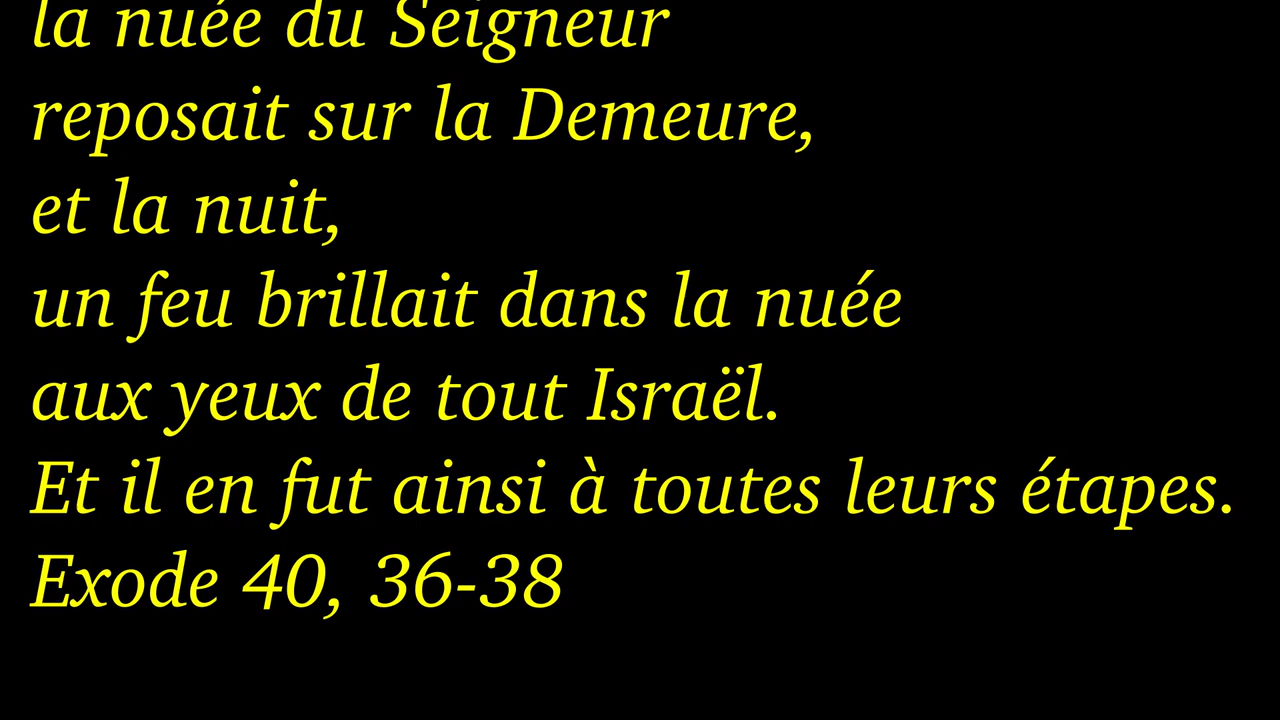 la nuée du Seigneur
reposait sur la Demeure,
et la nuit,
un feu brillait dans la nuée
aux yeux de tout Israël.
Et il en fut ainsi à toutes leurs étapes.
Exode 40, 36-38